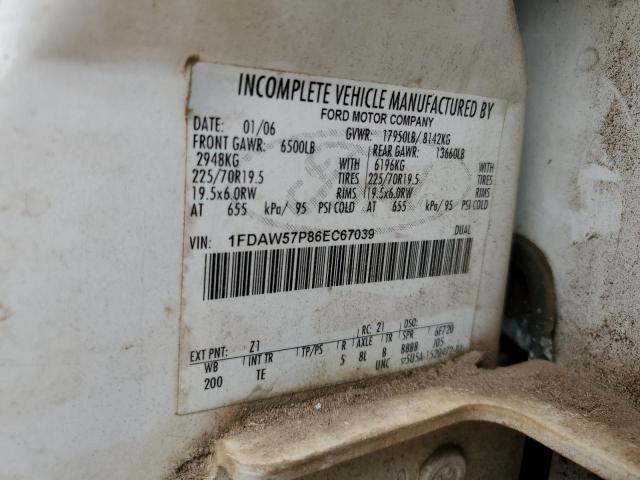 INCOMPLETE VEHICLE MANUFACTURED BY
FORD MOTOR COMPANY
DATE: 01/06 GVWR: 17950LB/ 8142KG
FRONT GAWR: 6500LB REAR GAWR: 13660LB
2948KG WITH 6196KG WITH
225/70R19.5 TIRES 225/70R19.5 TIRES
19.5x6.0RW RIMS 19.5x6.0RW RIMS
AT 655 kPa/ 95 PSI COLD AT 655 kPa/ 95 PSI COLD
VIN: 1FDAW57P86EC67039 DUAL
EXT PNT: Z1 RC: 21 DSO: 6F720
WB INT TR TP/PS R AXLE TR SPR J05
200 TE 5 8L B BBBB
UNC